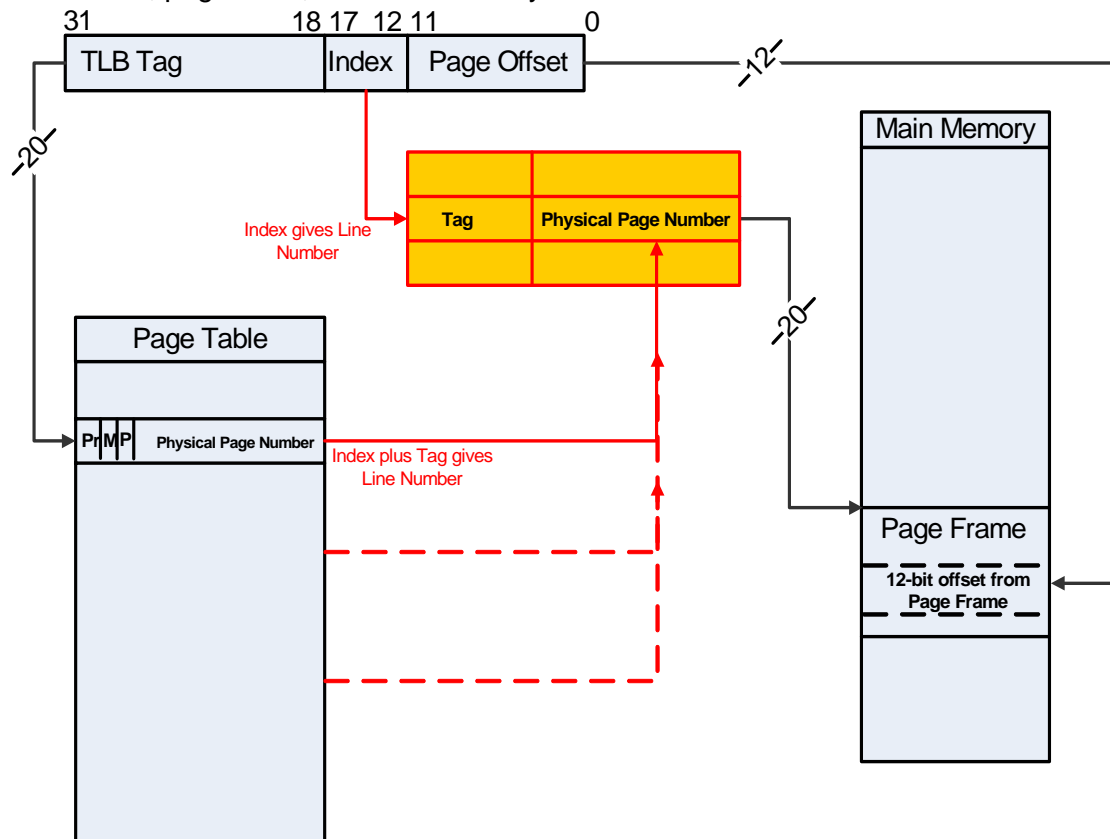 31 18 17 12 11 0
TLB Tag Index Page Offset
-12-
-20-
Main Memory
Tag Physical Page Number
Index gives Line
Number
-20-
Page Table
Pr M P Physical Page Number
Index plus Tag gives
Line Number
Page Frame
12-bit offset from
Page Frame